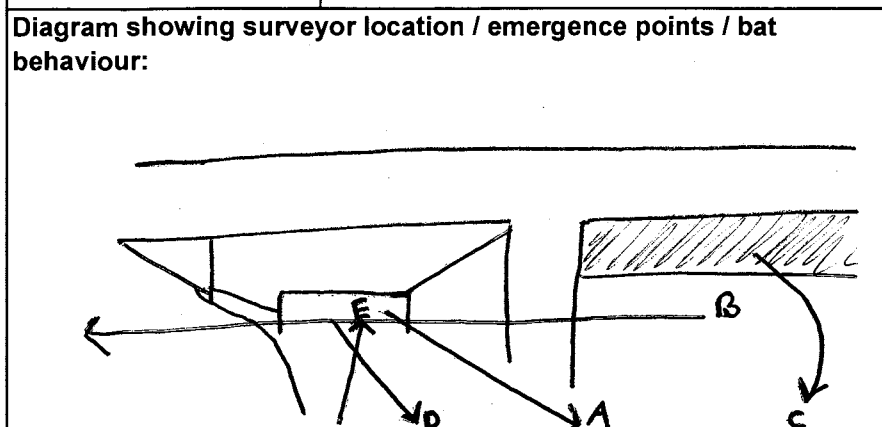 Diagram showing surveyor location / emergence points / bat
behaviour:
B
E
D
A
C